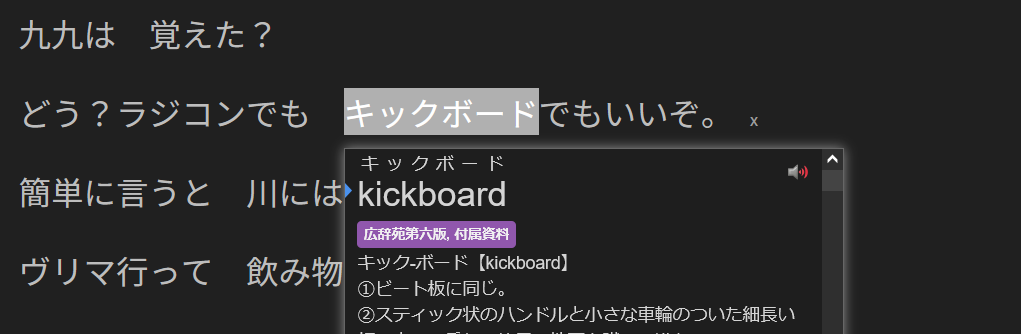 九九は　覚えた？
どう？ラジコンでも　キックボードでもいいぞ。 x
簡単に言うと　川には
ヴリマ行って　飲み物
キックボード
kickboard
広辞苑第六版, 付属資料
キック‐ボード【kickboard】
①ビート板に同じ。
②スティック状のハンドルと小さな車輪のついた細長い